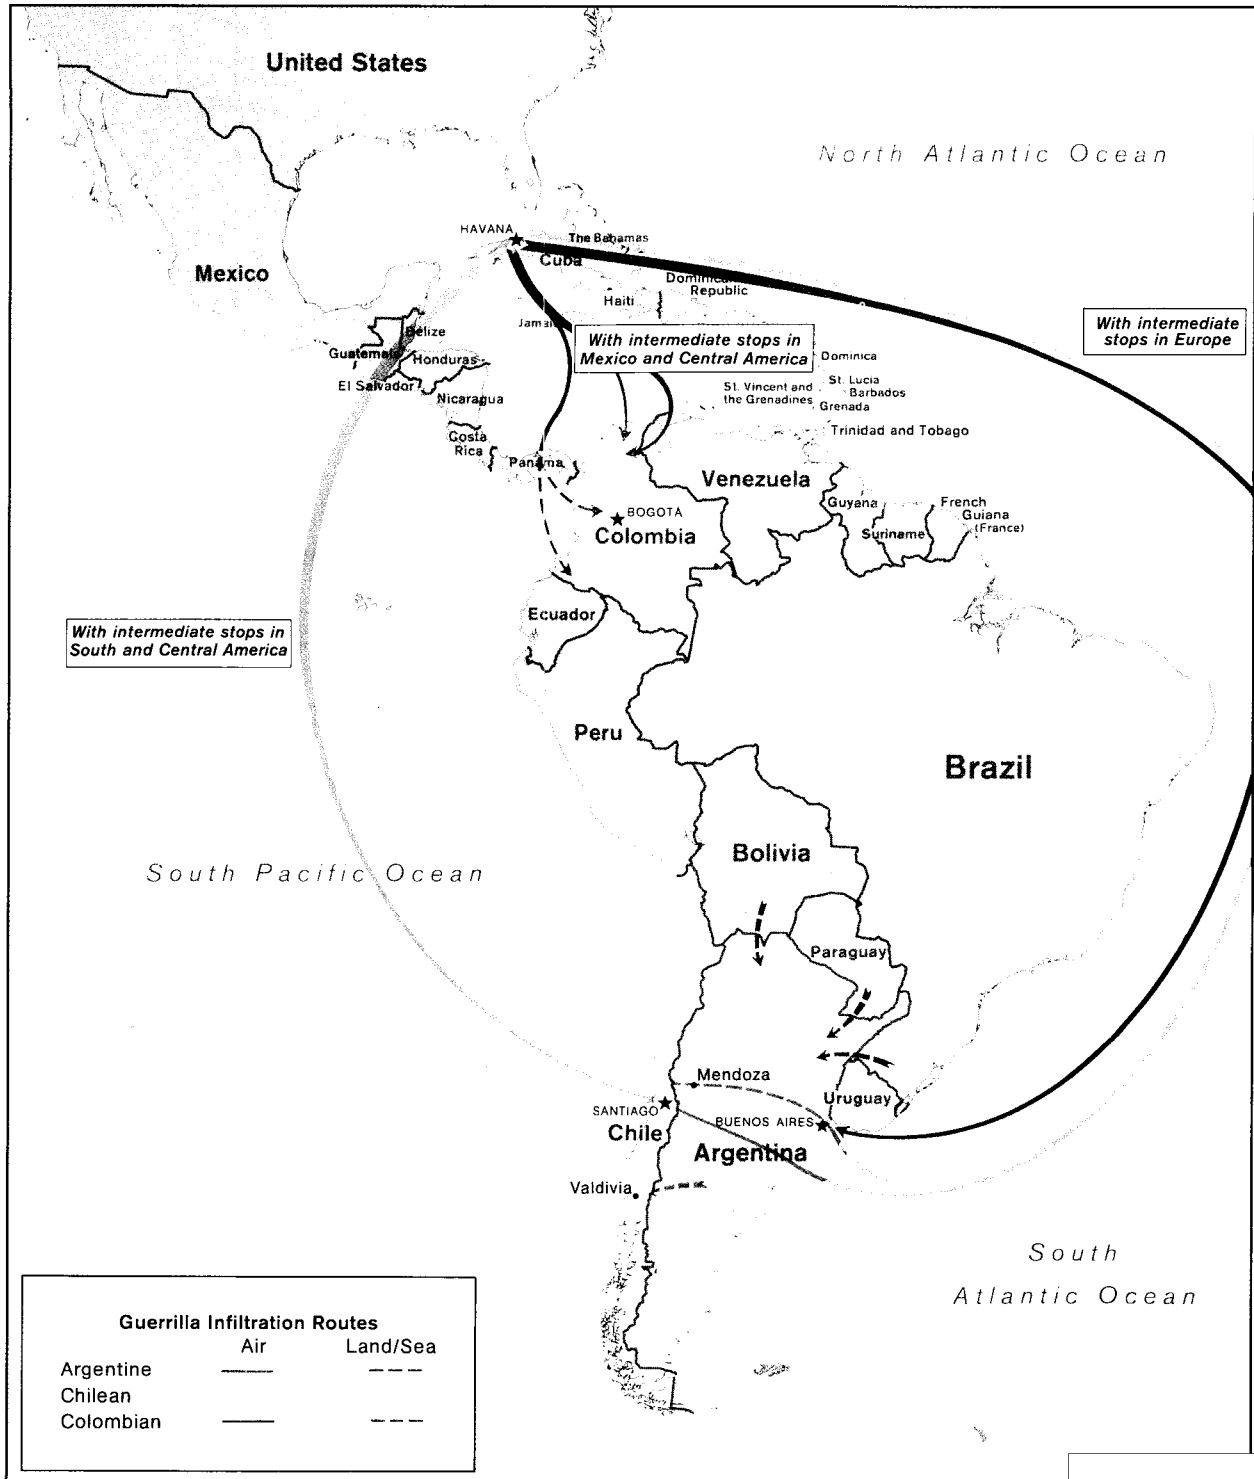 United States
North Atlantic Ocean
HAVANA
The Bahamas
Cuba
Mexico
Dominican
Republic
Haiti
Jamaic
With intermediate stops in
Mexico and Central America
With intermediate
stops in Europe
Belize
Guatemala
Honduras
El Salvador
Nicaragua
Costa
Rica
Panama
Dominica
St. Lucia
St. Vincent and
the Grenadines
Barbados
Grenada
Trinidad and Tobago
Venezuela
Guyana
Suriname
French
Guiana
(France)
BOGOTÁ
Colombia
Ecuador
With intermediate stops in
South and Central America
Peru
Brazil
Bolivia
South Pacific Ocean
Paraguay
Mendoza
SANTIAGO
Chile
BUENOS AIRES
Uruguay
Argentina
Valdivia
South
Atlantic Ocean
Guerrilla Infiltration Routes
Air Land/Sea
Argentine
Chilean
Colombian